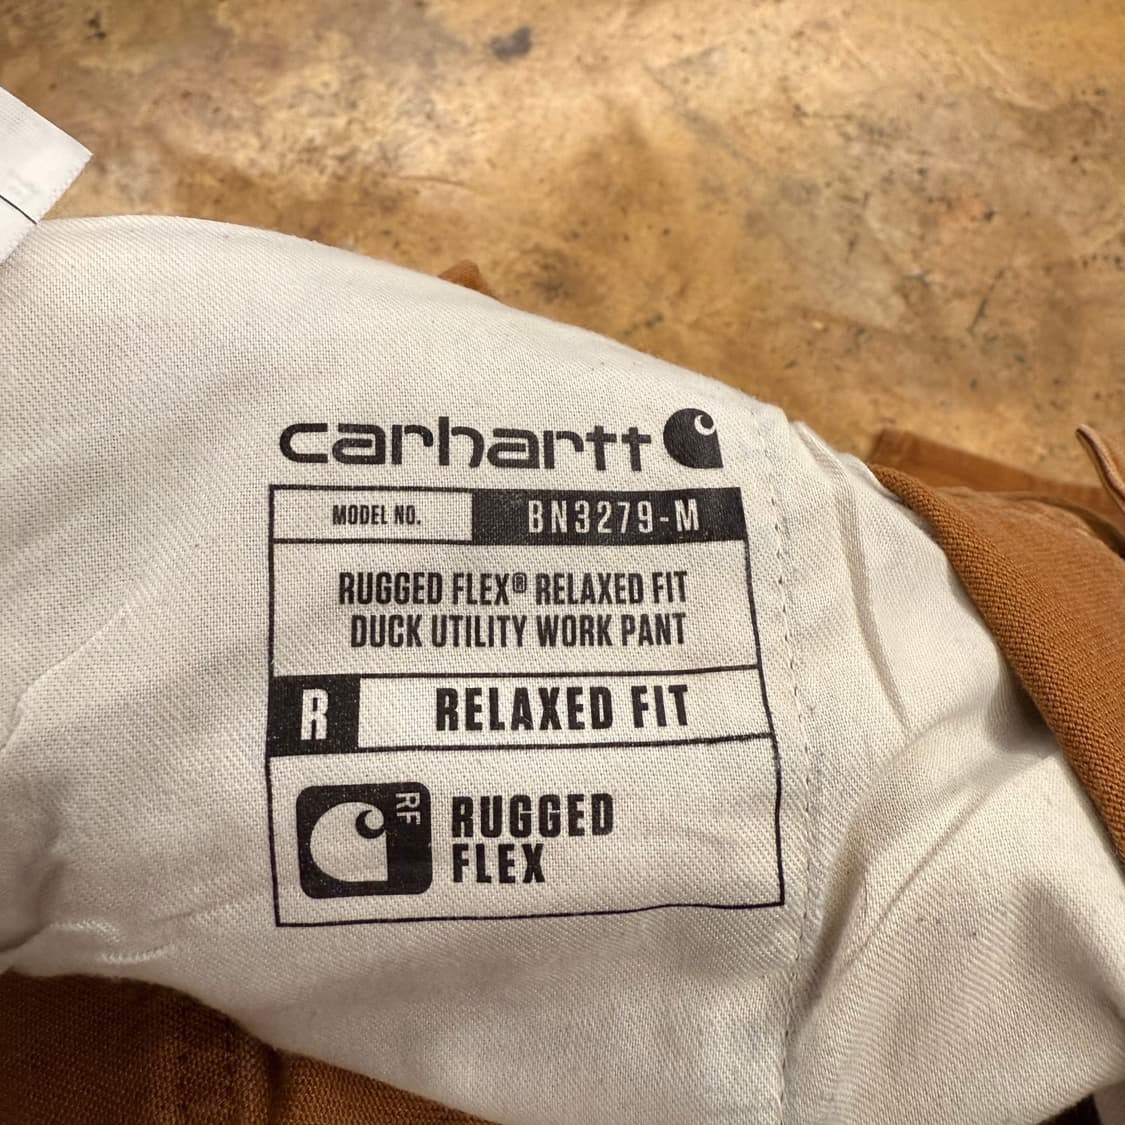 carhartt
MODEL NO. BN3279-M
RUGGED FLEX® RELAXED FIT
DUCK UTILITY WORK PANT
R RELAXED FIT
RF
RUGGED
FLEX